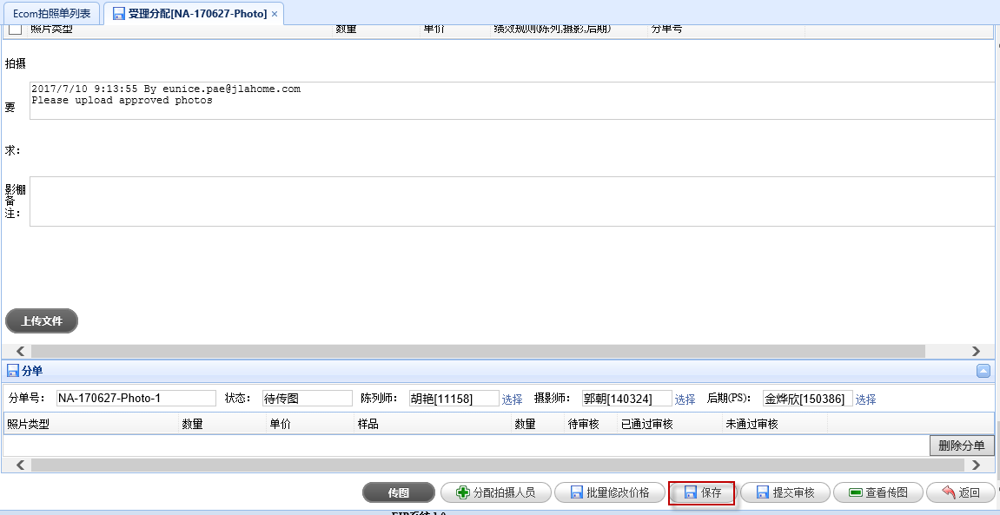 Ecom拍照单列表 受理分配[NA-170627-Photo] ×
照片类型 数量 单价 绩效规则(陈列,摄影,后期) 分单号
拍摄
2017/7/10 9:13:55 By eunice.pae@jlahome.com
Please upload approved photos
要
求：
影棚
备
注：
上传文件
分单
分单号： NA-170627-Photo-1 状态： 待传图 陈列师： 胡艳[11158] 选择 摄影师： 郭朝[140324] 选择 后期(PS)： 金烨欣[150386] 选择
照片类型 数量 单价 样品 数量 待审核 已通过审核 未通过审核
删除分单
传图 分配拍摄人员 批量修改价格 保存 提交审核 查看传图 返回